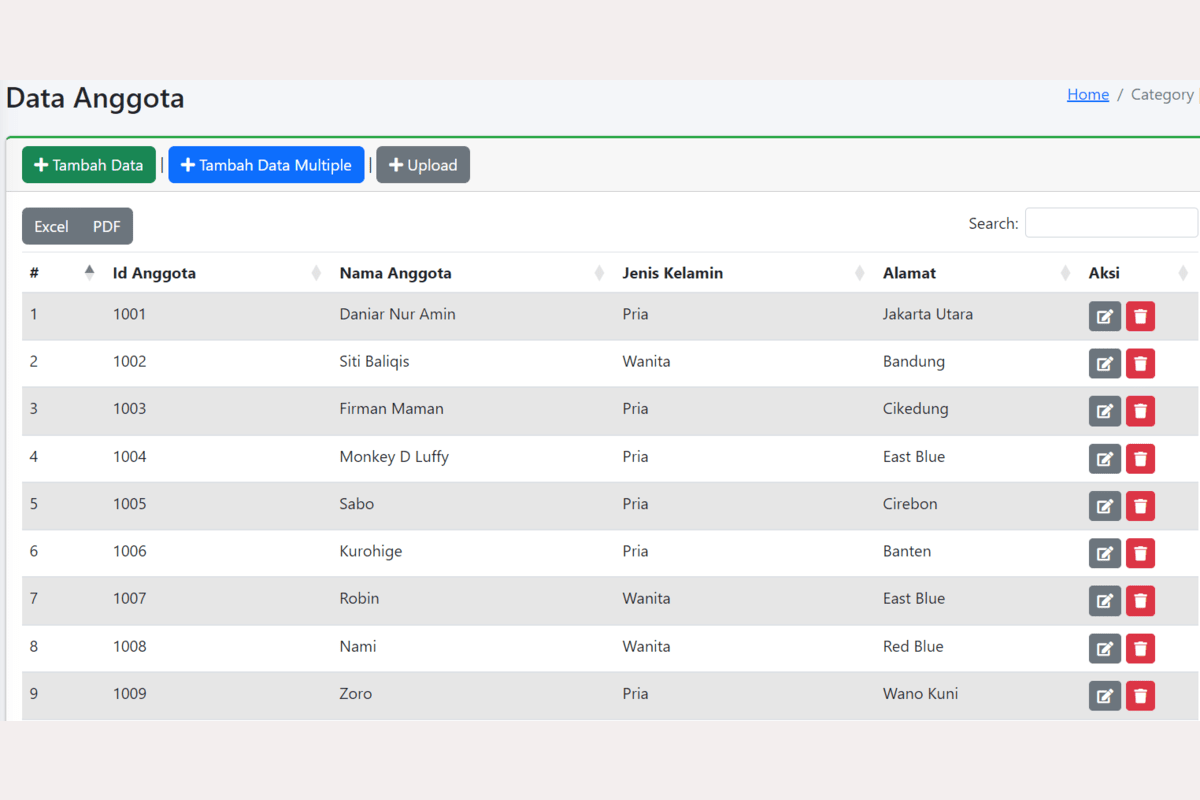 Data Anggota
Home / Category
Tambah Data | Tambah Data Multiple | Upload
Excel PDF
Search:
# Id Anggota Nama Anggota Jenis Kelamin Alamat Aksi
1 1001 Daniar Nur Amin Pria Jakarta Utara
2 1002 Siti Baliqis Wanita Bandung
3 1003 Firman Maman Pria Cikedung
4 1004 Monkey D Luffy Pria East Blue
5 1005 Sabo Pria Cirebon
6 1006 Kurohige Pria Banten
7 1007 Robin Wanita East Blue
8 1008 Nami Wanita Red Blue
9 1009 Zoro Pria Wano Kuni